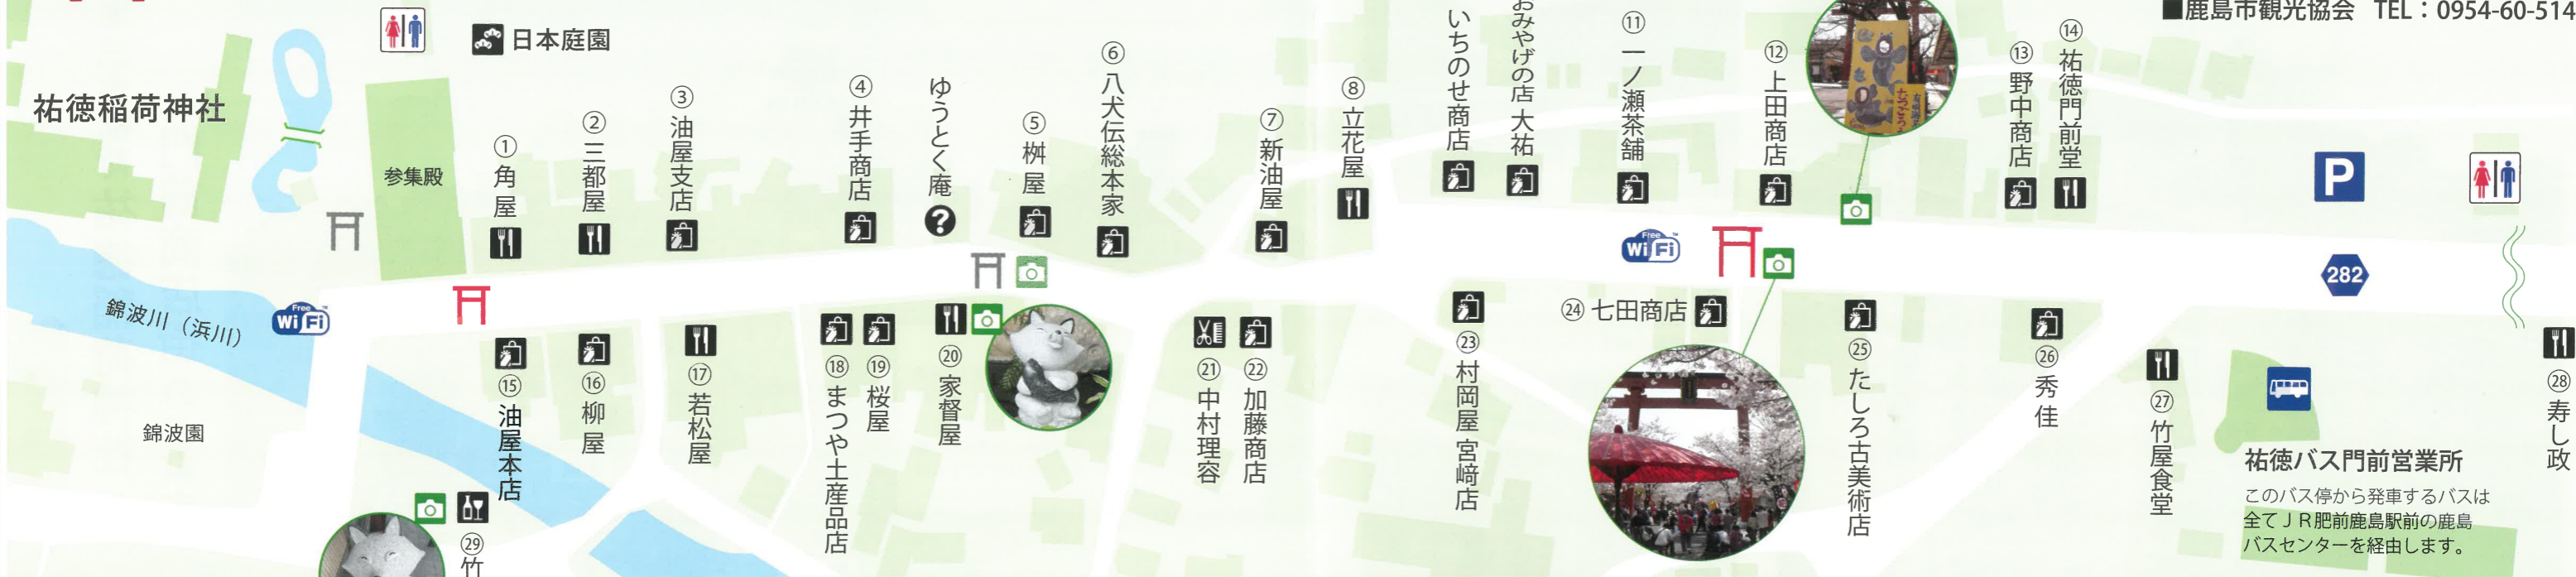 ■鹿島市観光協会 TEL：0954-60-514
日本庭園
祐徳稲荷神社
参集殿
①角屋
②三都屋
③油屋支店
④井手商店
ゆうとく庵
?
⑤桝屋
⑥八犬伝総本家
⑦新油屋
⑧立花屋
いちのせ商店
おみやげの店 大祐
⑪一ノ瀬茶舗
⑫上田商店
⑬野中商店
⑭祐徳門前堂
P
Free
Wi Fi
282
錦波川（浜川）
Free
Wi Fi
錦波園
⑮油屋本店
⑯柳屋
⑰若松屋
⑱まつや土産品店
⑲桜屋
⑳家督屋
㉑中村理容
㉒加藤商店
㉓村岡屋 宮﨑店
㉔七田商店
㉕たしろ古美術店
㉖秀佳
㉗竹屋食堂
㉘寿し政
㉙竹
祐徳バス門前営業所
このバス停から発車するバスは
全てＪＲ肥前鹿島駅前の鹿島
バスセンターを経由します。